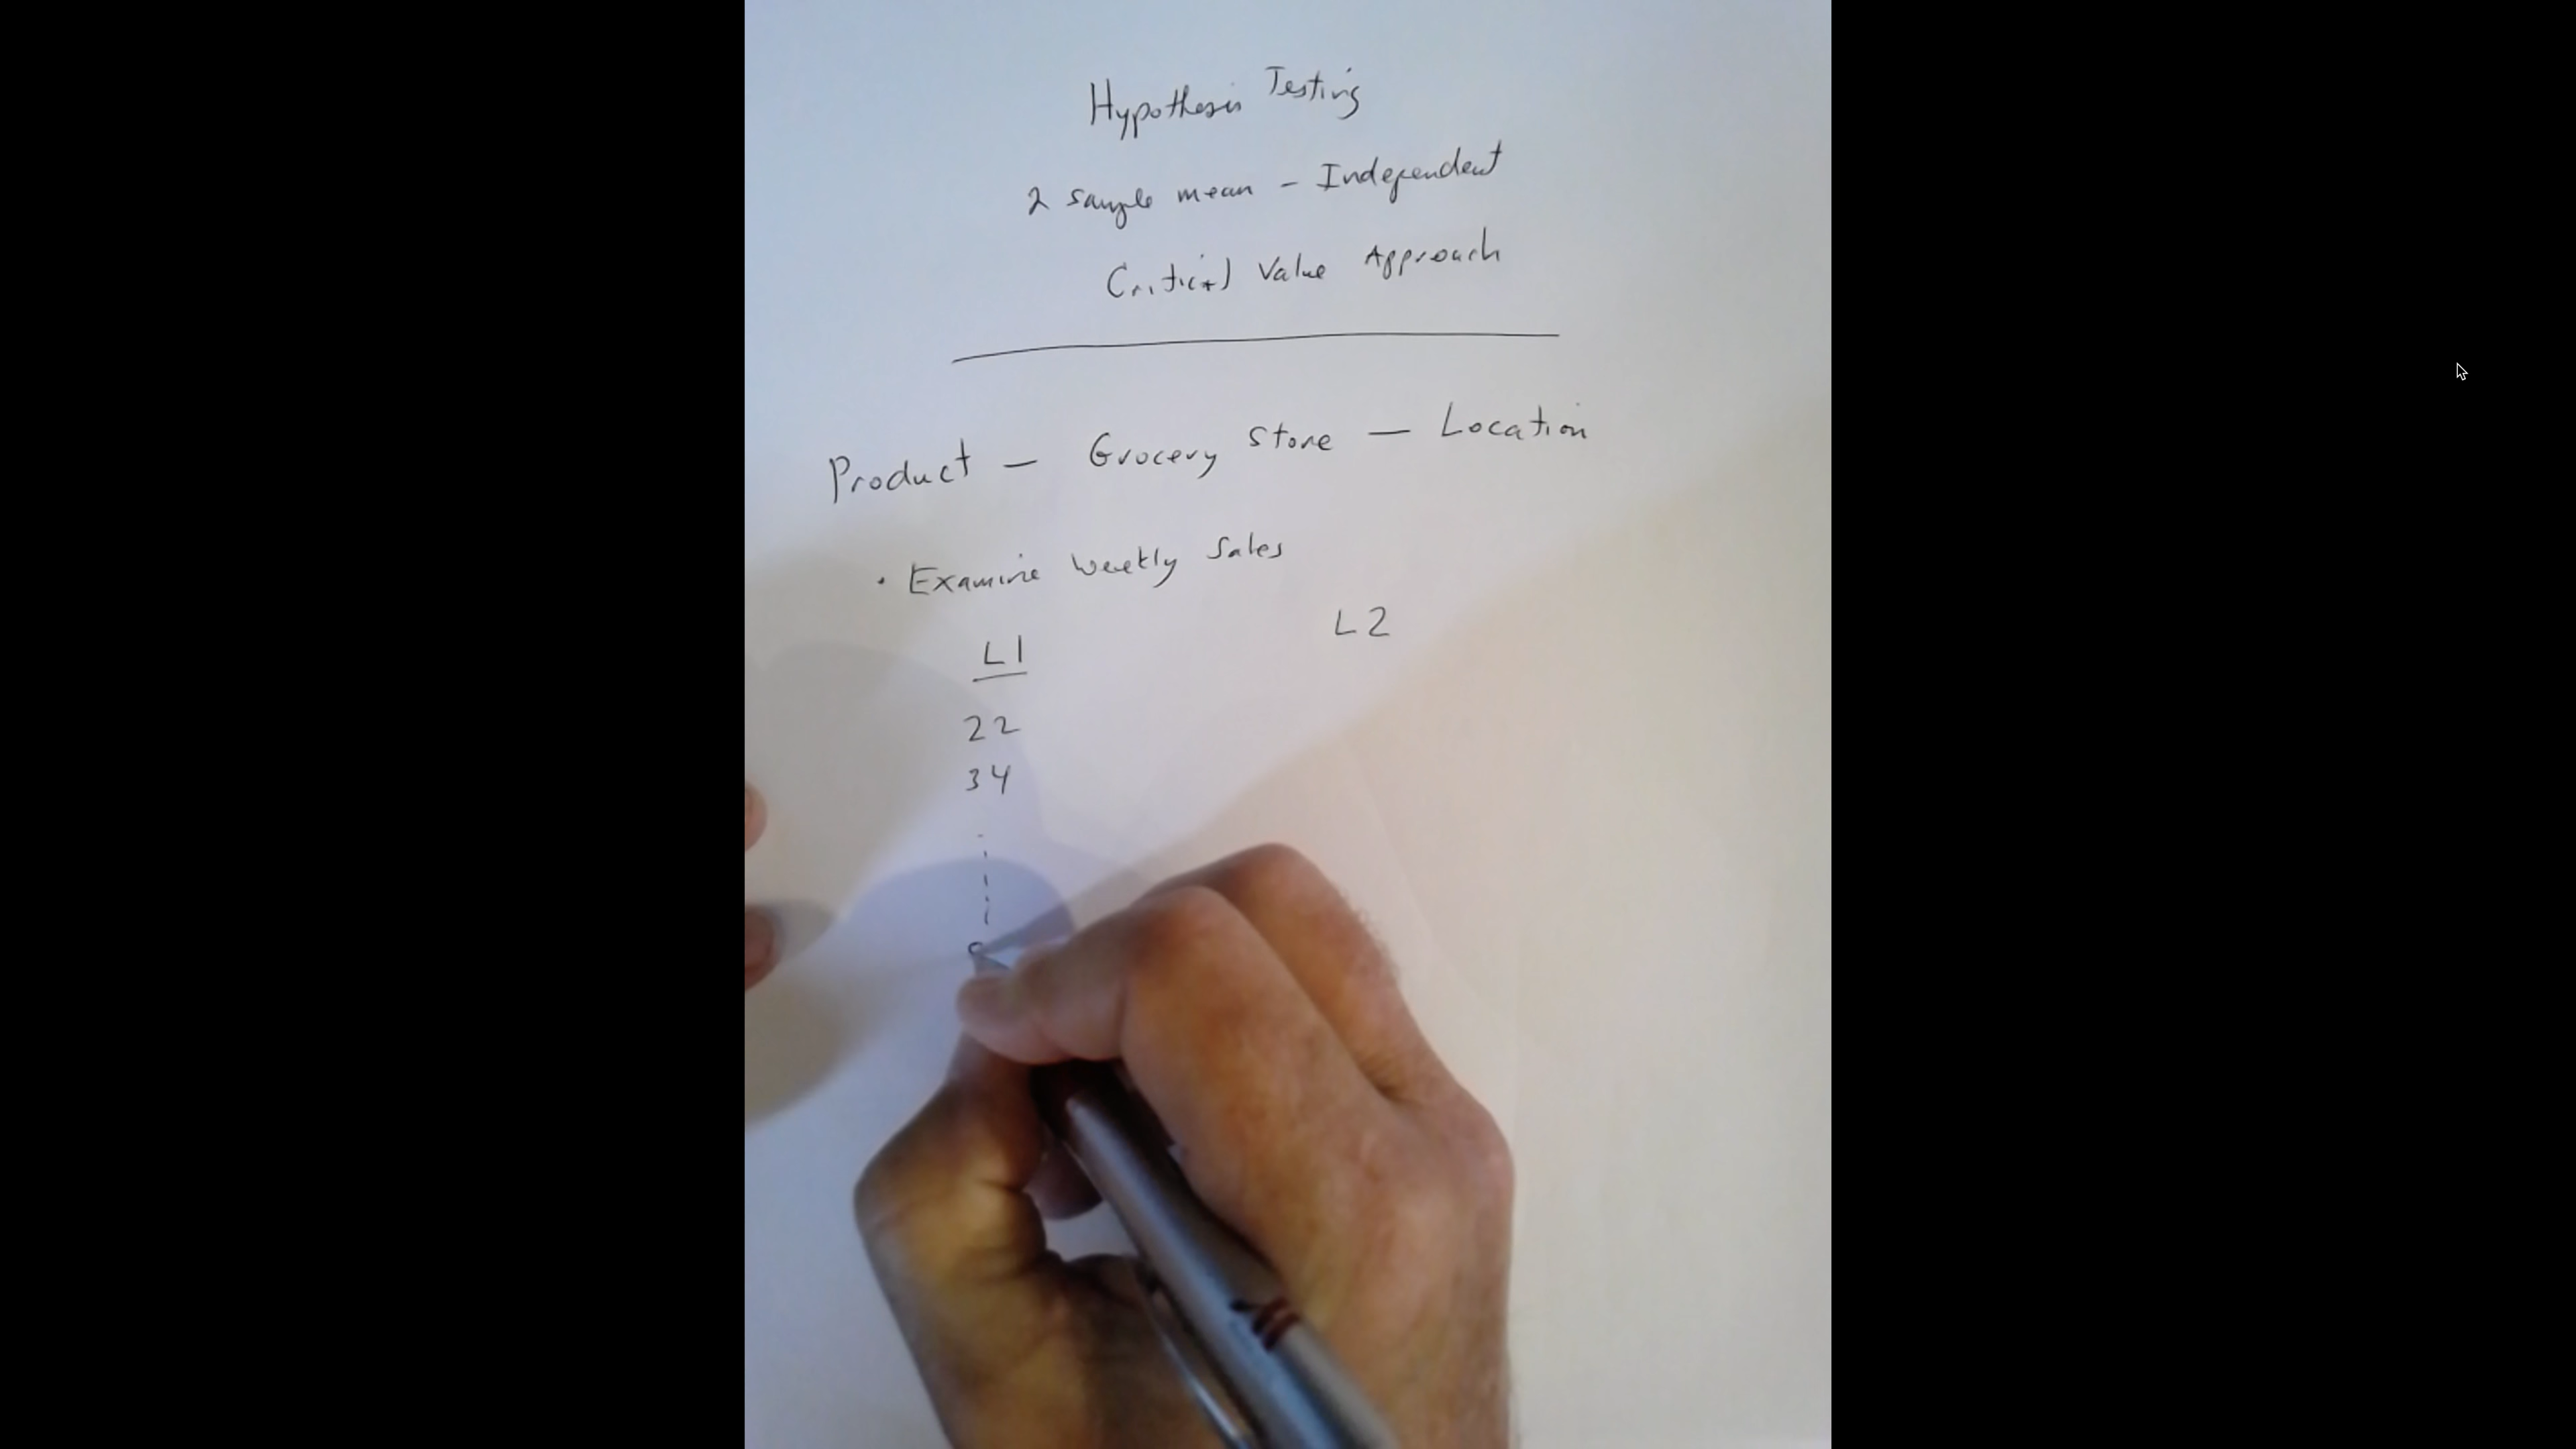 Hypothesis Testing
2 sample mean - Independent
Critical Value Approach
Product - Grocery Store - Location
• Examine Weekly Sales
L1 L2
22
34